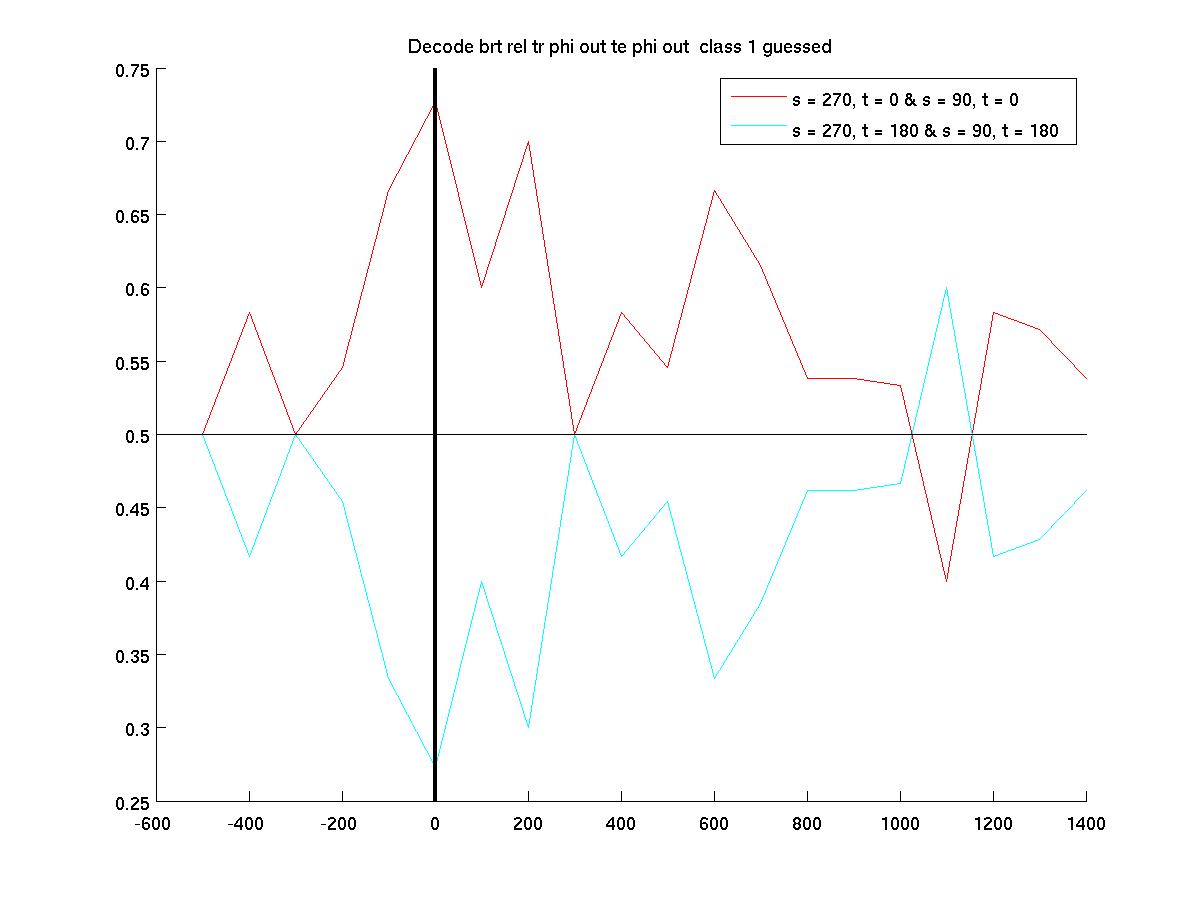 Decode brt rel tr phi out te phi out  class 1 guessed
s = 270, t = 0 & s = 90, t = 0
s = 270, t = 180 & s = 90, t = 180
0.75
0.7
0.65
0.6
0.55
0.5
0.45
0.4
0.35
0.3
0.25
-600 -400 -200 0 200 400 600 800 1000 1200 1400